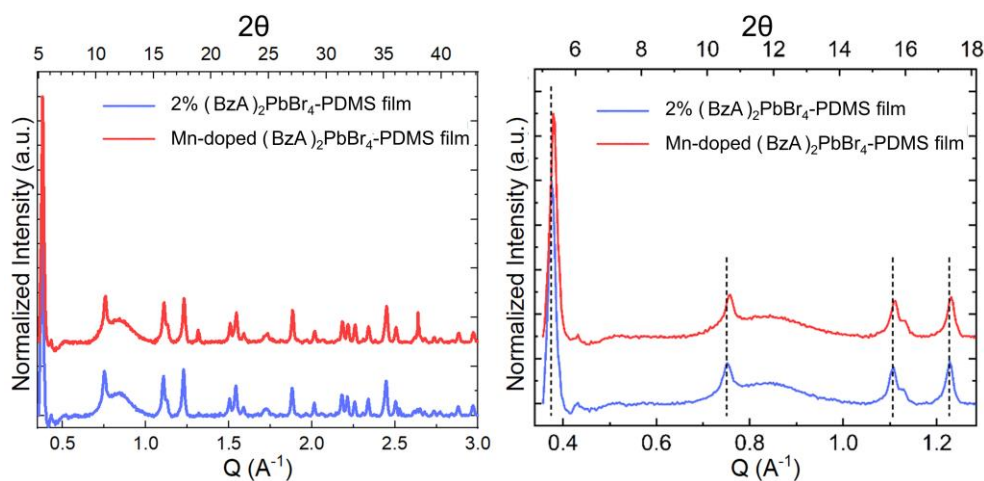 2θ
5 10 15 20 25 30 35 40
2% (BzA)₂PbBr₄-PDMS film
Mn-doped (BzA)₂PbBr₄-PDMS film
Normalized Intensity (a.u.)
0.5 1.0 1.5 2.0 2.5 3.0
Q (A⁻¹)
2θ
6 8 10 12 14 16 18
2% (BzA)₂PbBr₄-PDMS film
Mn-doped (BzA)₂PbBr₄-PDMS film
Normalized Intensity (a.u.)
0.4 0.6 0.8 1.0 1.2
Q (A⁻¹)